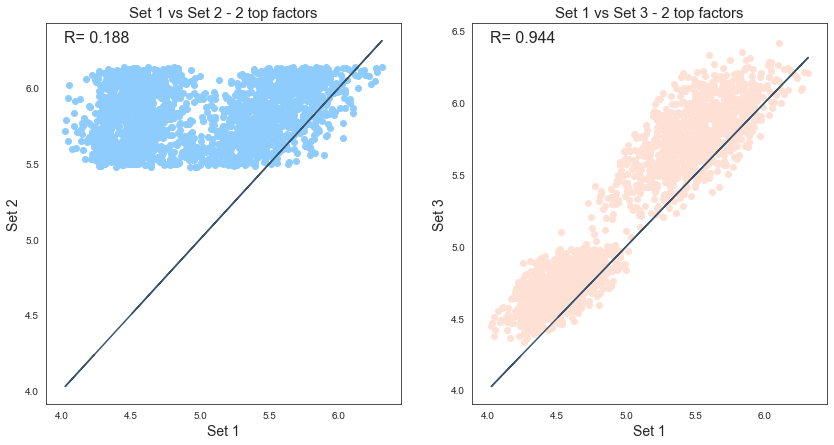 Set 1 vs Set 2 - 2 top factors
R= 0.188
6.0
5.5
5.0
4.5
4.0
Set 2
4.0 4.5 5.0 5.5 6.0
Set 1
Set 1 vs Set 3 - 2 top factors
R= 0.944
6.5
6.0
5.5
5.0
4.5
4.0
Set 3
4.0 4.5 5.0 5.5 6.0
Set 1